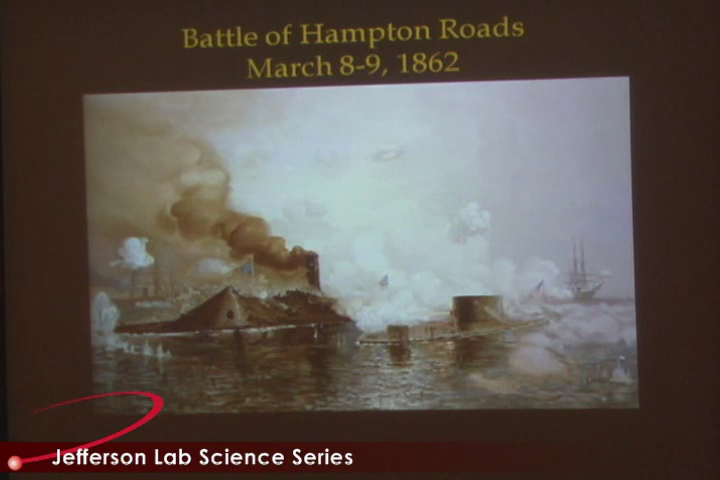 Battle of Hampton Roads
March 8-9, 1862
Jefferson Lab Science Series